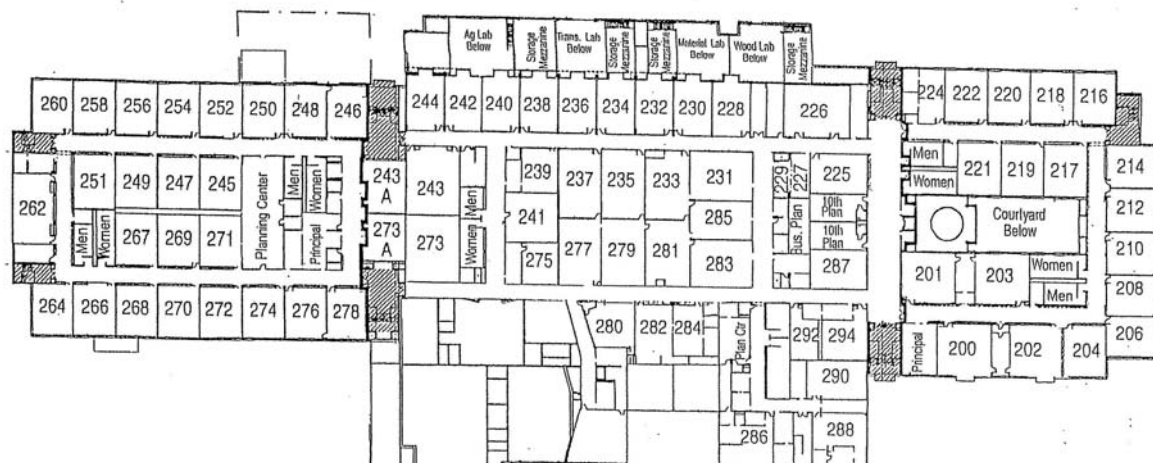 Ag Lab
Below
Storage
Mezzanine
Trans. Lab
Below
Storage
Mezzanine
Storage
Mezzanine
Material Lab
Below
Wood Lab
Below
Storage
Mezzanine
260 258 256 254 252 250 248 246
244 242 240 238 236 234 232 230 228 226
224 222 220 218 216
262
251 249 247 245
Planning Center
Men
Women
243
A
243
Men
239
237 235 233 231
229
227
225
Men
Women
221 219 217
214
Men
Women
267 269 271
Principal
273
A
273
Women
241
275
277 279 281
285
283
Bus. Plan
10th
Plan
10th
Plan
287
Courtyard
Below
212
210
201 203
Women
Men
208
206
264 266 268 270 272 274 276 278
280 282 284
Plan Ctr
292 294
290
286 288
Principal
200 202 204